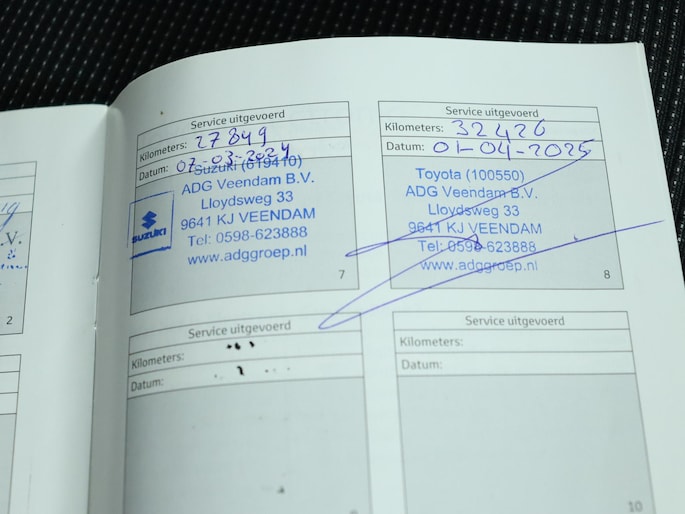 2
Service uitgevoerd
Kilometers: 27849
Datum: 07-03-2024
Suzuki (619410)
ADG Veendam B.V.
Lloydsweg 33
9641 KJ VEENDAM
Tel: 0598-623888
www.adggroep.nl
SUZUKI
7
Service uitgevoerd
Kilometers: 32426
Datum: 01-04-2025
Toyota (100550)
ADG Veendam B.V.
Lloydsweg 33
9641 KJ VEENDAM
Tel: 0598-623888
www.adggroep.nl
8
Service uitgevoerd
Kilometers:
Datum:
9
Service uitgevoerd
Kilometers:
Datum:
10